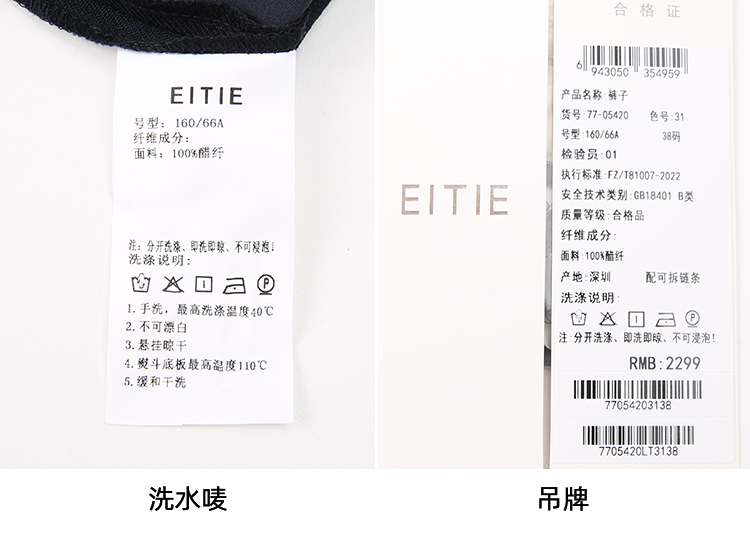 EITIE
号型: 160/66A
纤维成分:
面料: 100%醋纤
注: 分开洗涤、即洗即晾、不可浸泡!
洗涤说明:
1.手洗，最高洗涤温度40℃
2.不可漂白
3.悬挂晾干
4.熨斗底板最高温度110℃
5.缓和干洗
洗水唛
EITIE
合格证
6 943050 354959
产品名称: 裤子
货号: 77-05420 色号: 31
号型: 160/66A 38码
检验员: 01
执行标准: FZ/T81007-2022
安全技术类别: GB18401 B类
质量等级: 合格品
纤维成分:
面料: 100%醋纤
产地: 深圳 配可拆链条
洗涤说明:
P
注: 分开洗涤、即洗即晾、不可浸泡!
RMB: 2299
77054203138
7705420LT3138
吊牌